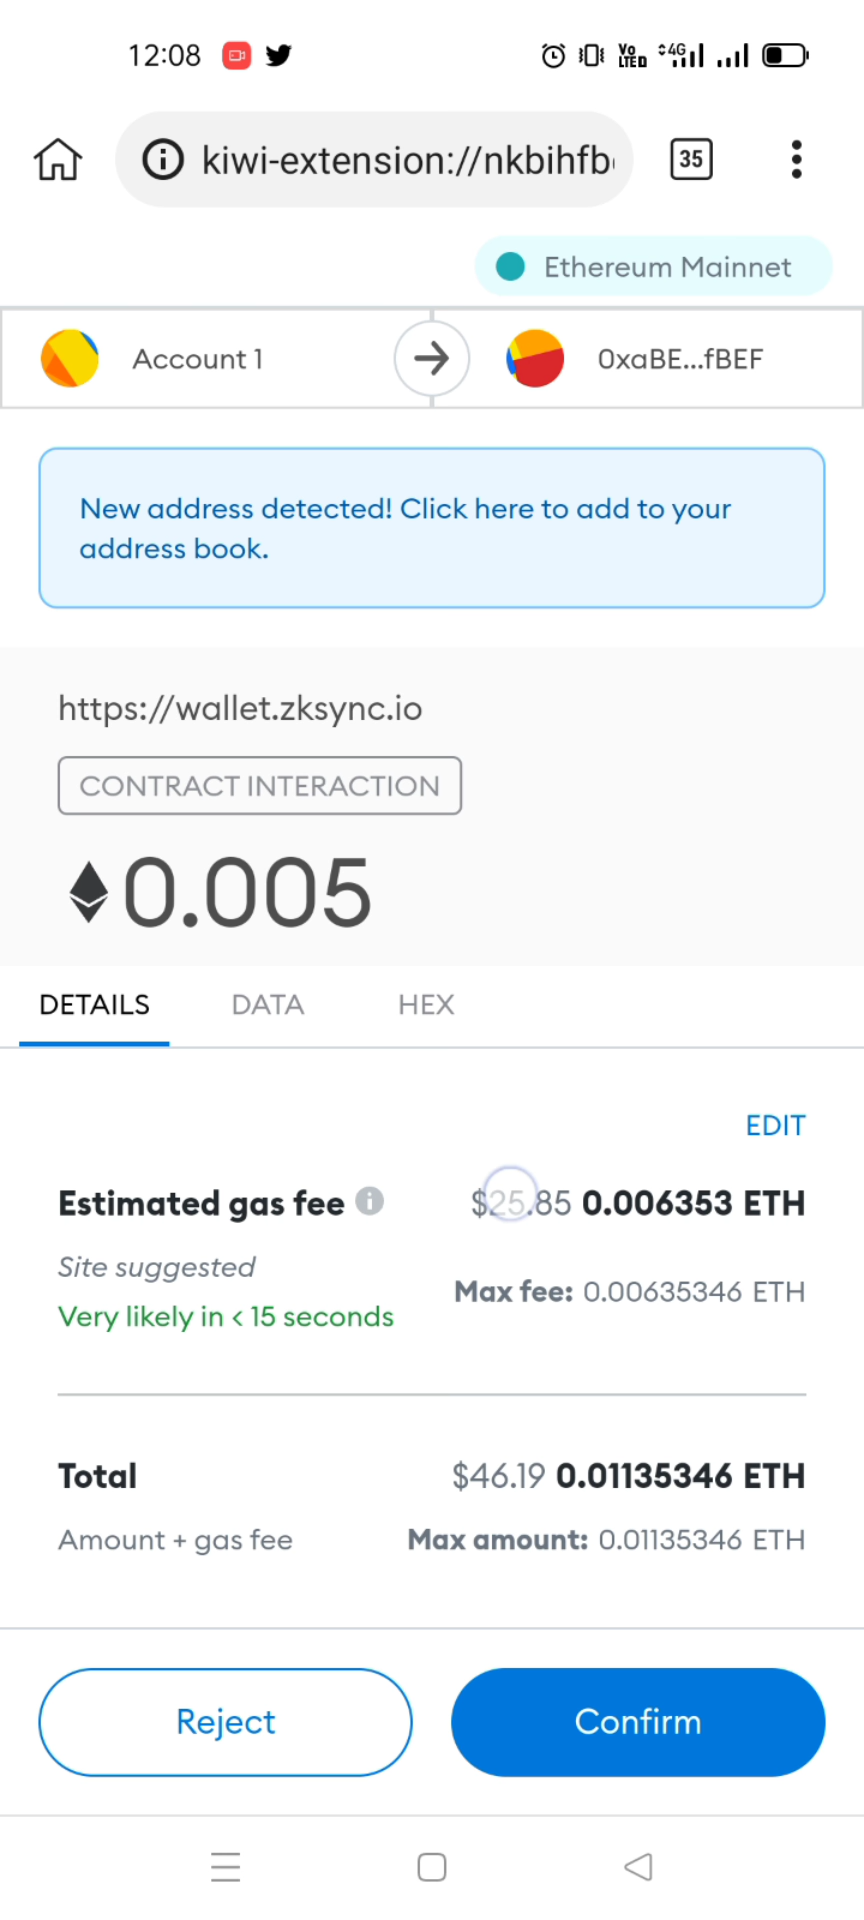 12:08
Vo LTED 4G
kiwi-extension://nkbihfb
35
Ethereum Mainnet
Account 1
0xaBE...fBEF
New address detected! Click here to add to your
address book.
https://wallet.zksync.io
CONTRACT INTERACTION
0.005
DETAILS DATA HEX
EDIT
Estimated gas fee $25.85 0.006353 ETH
Site suggested
Max fee: 0.00635346 ETH
Very likely in < 15 seconds
Total $46.19 0.01135346 ETH
Amount + gas fee Max amount: 0.01135346 ETH
Reject Confirm